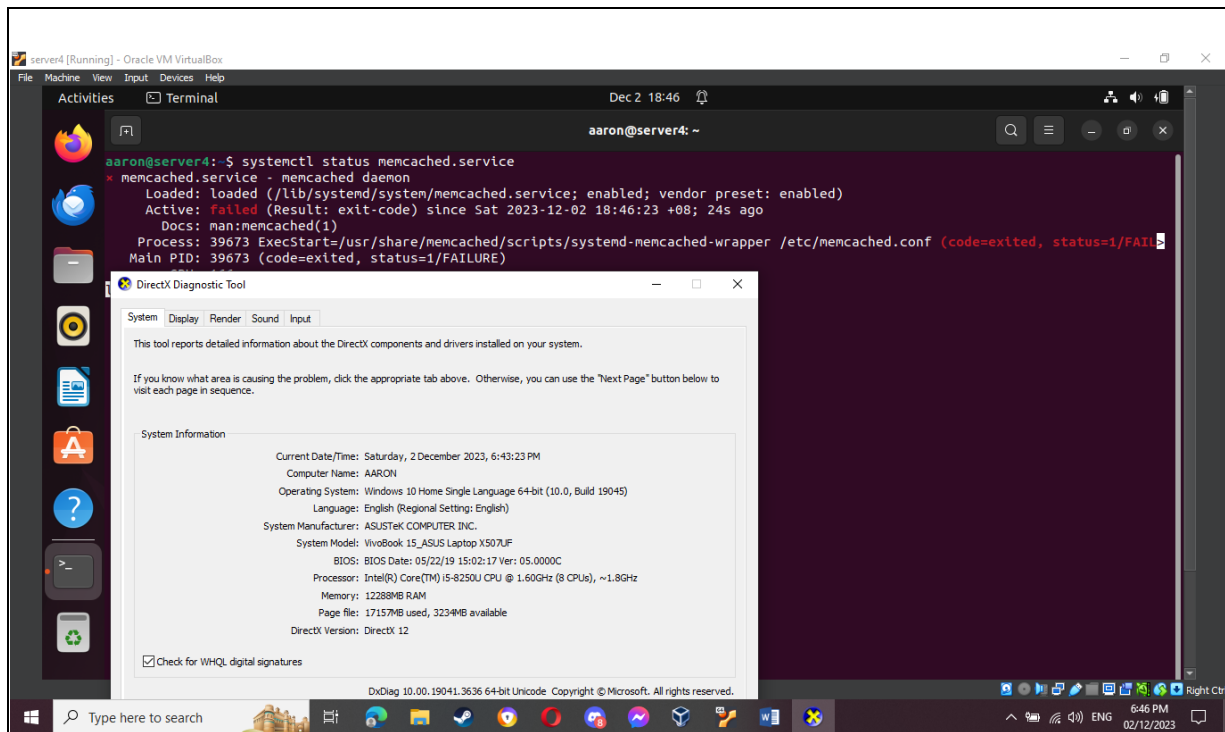 server4 [Running] - Oracle VM VirtualBox
File Machine View Input Devices Help
Activities Terminal Dec 2 18:46
aaron@server4: ~
aaron@server4:~$ systemctl status memcached.service
× memcached.service - memcached daemon
Loaded: loaded (/lib/systemd/system/memcached.service; enabled; vendor preset: enabled)
Active: failed (Result: exit-code) since Sat 2023-12-02 18:46:23 +08; 24s ago
Docs: man:memcached(1)
Process: 39673 ExecStart=/usr/share/memcached/scripts/systemd-memcached-wrapper /etc/memcached.conf (code=exited, status=1/FAIL>
Main PID: 39673 (code=exited, status=1/FAILURE)
DirectX Diagnostic Tool
System Display Render Sound Input
This tool reports detailed information about the DirectX components and drivers installed on your system.
If you know what area is causing the problem, click the appropriate tab above. Otherwise, you can use the "Next Page" button below to
visit each page in sequence.
System Information
Current Date/Time: Saturday, 2 December 2023, 6:43:23 PM
Computer Name: AARON
Operating System: Windows 10 Home Single Language 64-bit (10.0, Build 19045)
Language: English (Regional Setting: English)
System Manufacturer: ASUSTeK COMPUTER INC.
System Model: VivoBook 15_ASUS Laptop X507UF
BIOS: BIOS Date: 05/22/19 15:02:17 Ver: 05.0000C
Processor: Intel(R) Core(TM) i5-8250U CPU @ 1.60GHz (8 CPUs), ~1.8GHz
Memory: 12288MB RAM
Page file: 17157MB used, 3234MB available
DirectX Version: DirectX 12
Check for WHQL digital signatures
DxDiag 10.00.19041.3636 64-bit Unicode Copyright © Microsoft. All rights reserved.
Right Ctr
Type here to search
ENG 6:46 PM
02/12/2023